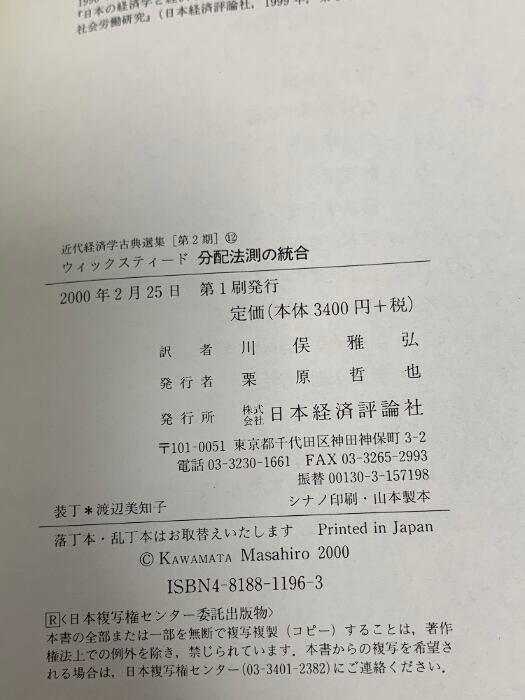 『日本の経済学と経
社会労働研究』(日本経済評論社, 1999年,
近代経済学古典選集[第2期]⑫
ウィックスティード 分配法測の統合
2000年2月25日 第1刷発行
定価(本体3400円+税)
訳者 川俣雅弘
発行者 栗原哲也
発行所 株式会社 日本経済評論社
〒101-0051 東京都千代田区神田神保町3-2
電話 03-3230-1661 FAX 03-3265-2993
振替 00130-3-157198
装丁*渡辺美知子 シナノ印刷・山本製本
落丁本・乱丁本はお取替えいたします Printed in Japan
© KAWAMATA Masahiro 2000
ISBN4-8188-1196-3
R〈日本複写権センター委託出版物〉
本書の全部または一部を無断で複写複製(コピー)することは, 著作
権法上での例外を除き, 禁じられています. 本書からの複写を希望さ
れる場合は, 日本複写権センター(03-3401-2382)にご連絡ください.